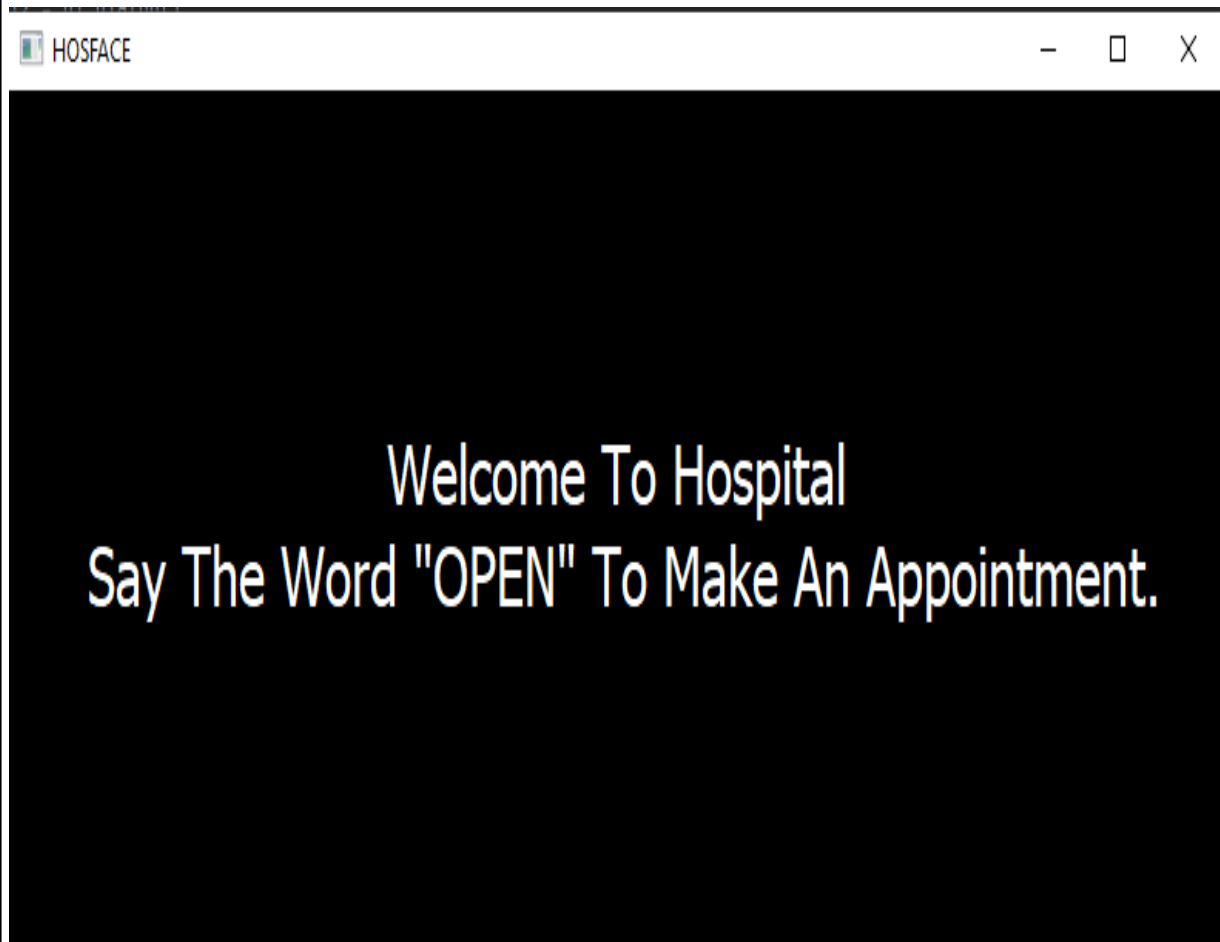 HOSFACE
Welcome To Hospital
Say The Word "OPEN" To Make An Appointment.